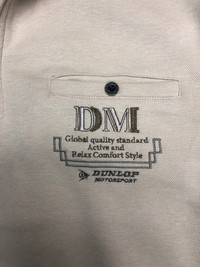 DM
Global quality standard
Active and
Relax Comfort Style
DUNLOP
MOTORSPORT